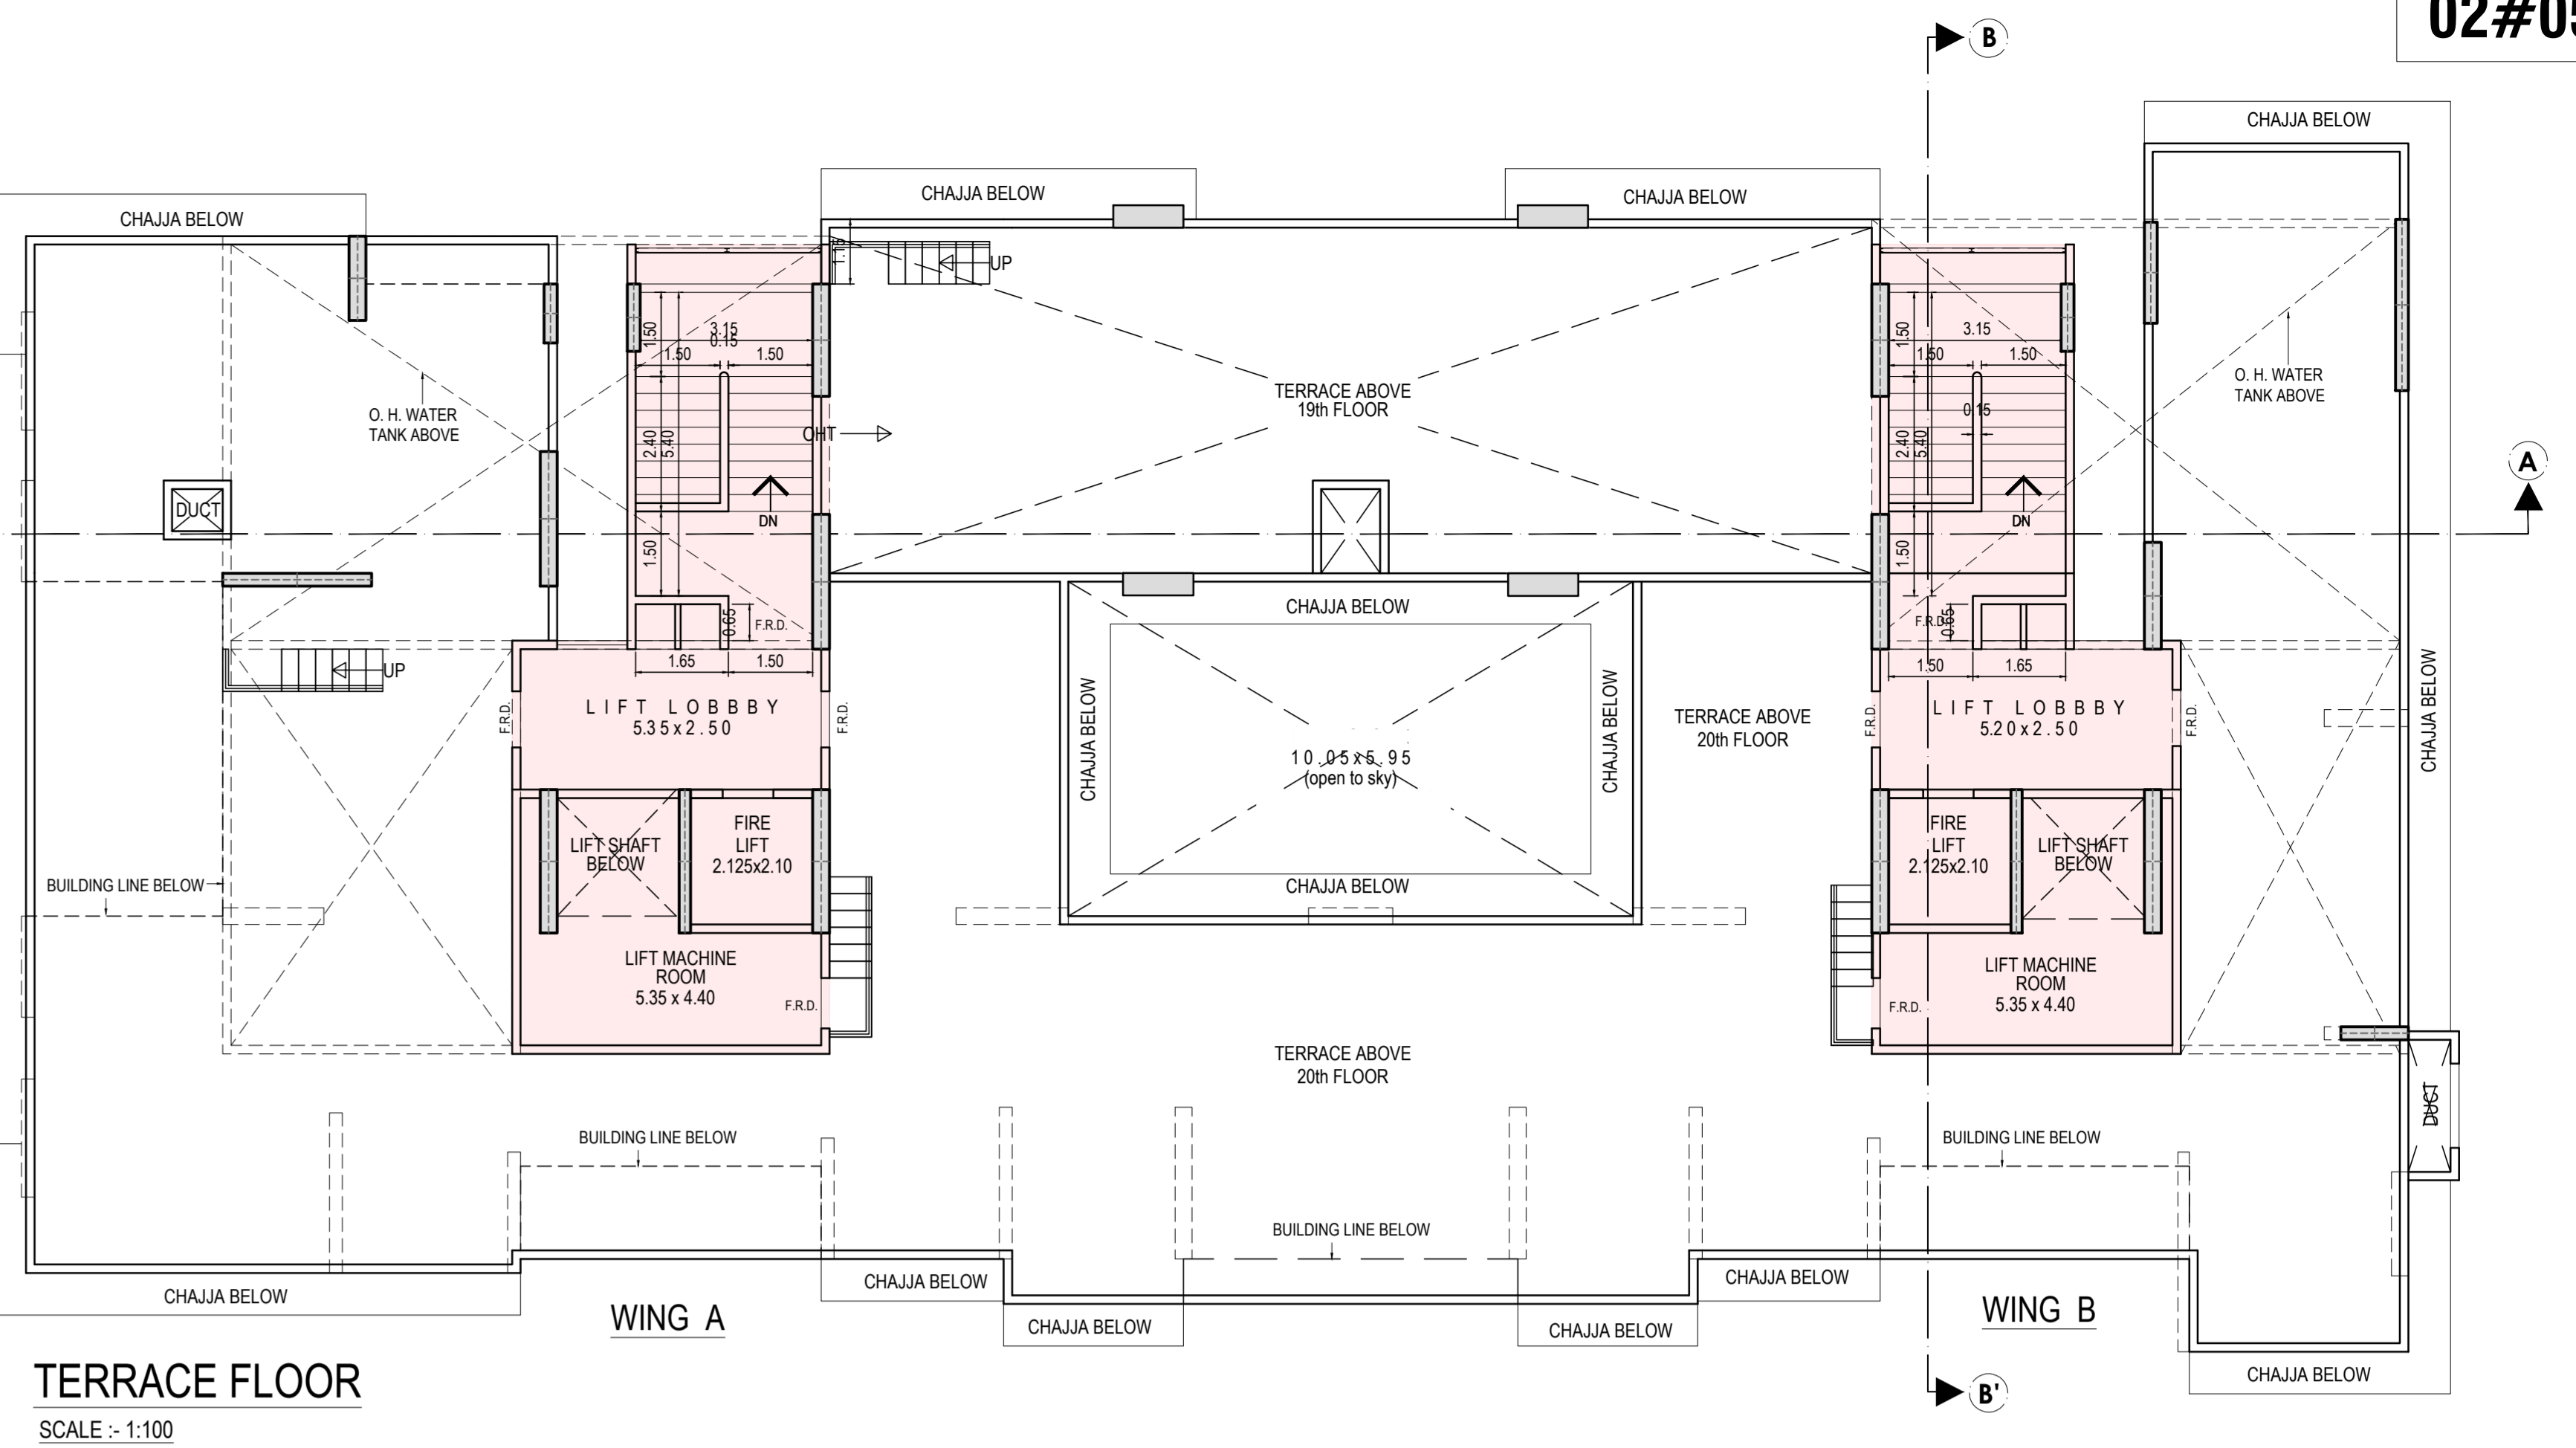 02#05
B
CHAJJA BELOW
CHAJJA BELOW
CHAJJA BELOW
CHAJJA BELOW
UP
1.50
3.15
0.15
1.50
1.50
1.50
3.15
1.50
1.50
O. H. WATER
TANK ABOVE
TERRACE ABOVE
19th FLOOR
O. H. WATER
TANK ABOVE
0.15
OHT
2.40
5.40
2.40
5.40
A
DUCT
DN
DN
1.50
1.50
CHAJJA BELOW
0.65
F.R.D.
F.R.D.
0.65
UP
1.65
1.50
1.50
1.65
LIFT LOBBBY
5.35x2.50
F.R.D.
F.R.D.
CHAJJA BELOW
10.05x5.95
(open to sky)
CHAJJA BELOW
TERRACE ABOVE
20th FLOOR
F.R.D.
LIFT LOBBBY
5.20x2.50
F.R.D.
CHAJJA BELOW
LIFT SHAFT
BELOW
FIRE
LIFT
2.125x2.10
FIRE
LIFT
2.125x2.10
LIFT SHAFT
BELOW
BUILDING LINE BELOW
CHAJJA BELOW
LIFT MACHINE
ROOM
5.35 x 4.40
F.R.D.
F.R.D.
LIFT MACHINE
ROOM
5.35 x 4.40
TERRACE ABOVE
20th FLOOR
DUCT
BUILDING LINE BELOW
BUILDING LINE BELOW
BUILDING LINE BELOW
CHAJJA BELOW
CHAJJA BELOW
CHAJJA BELOW
WING A
WING B
CHAJJA BELOW
CHAJJA BELOW
CHAJJA BELOW
B'
TERRACE FLOOR
SCALE :- 1:100